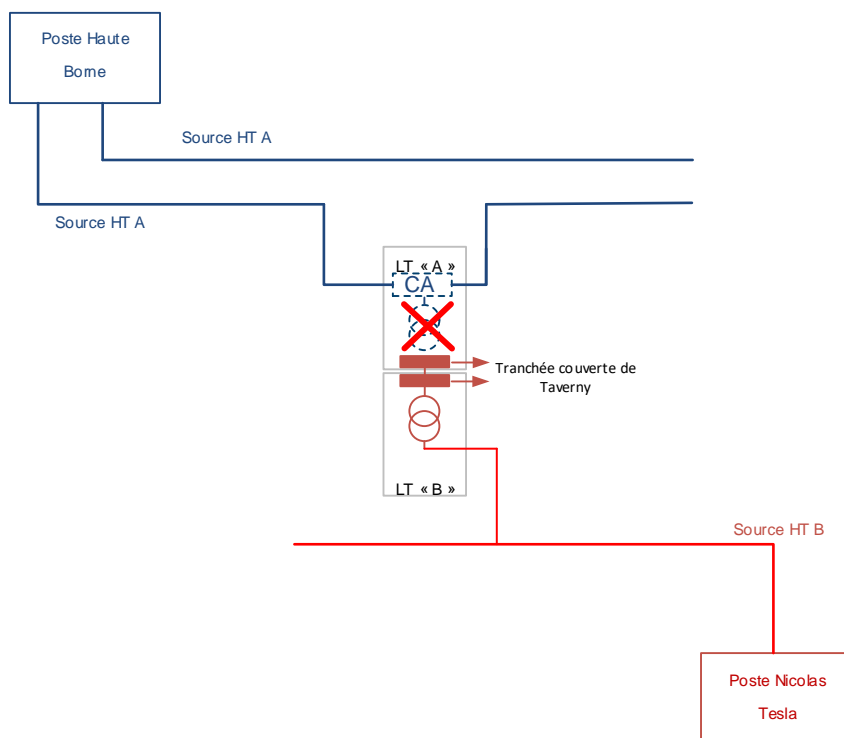 Poste Haute
Borne
Source HT A
Source HT A
LT « A »
CA
Tranchée couverte de
Taverny
LT « B »
Source HT B
Poste Nicolas
Tesla